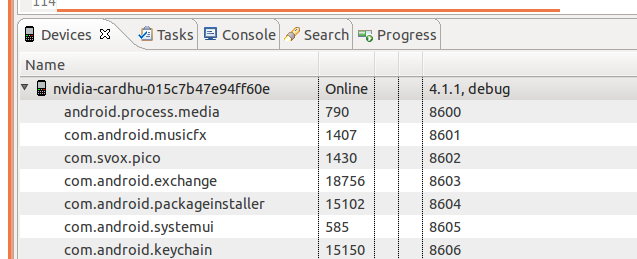 114
Devices Tasks Console Search Progress
Name
nvidia-cardhu-015c7b47e94ff60e Online 4.1.1, debug
android.process.media 790 8600
com.android.musicfx 1407 8601
com.svox.pico 1430 8602
com.android.exchange 18756 8603
com.android.packageinstaller 15102 8604
com.android.systemui 585 8605
com.android.keychain 15150 8606